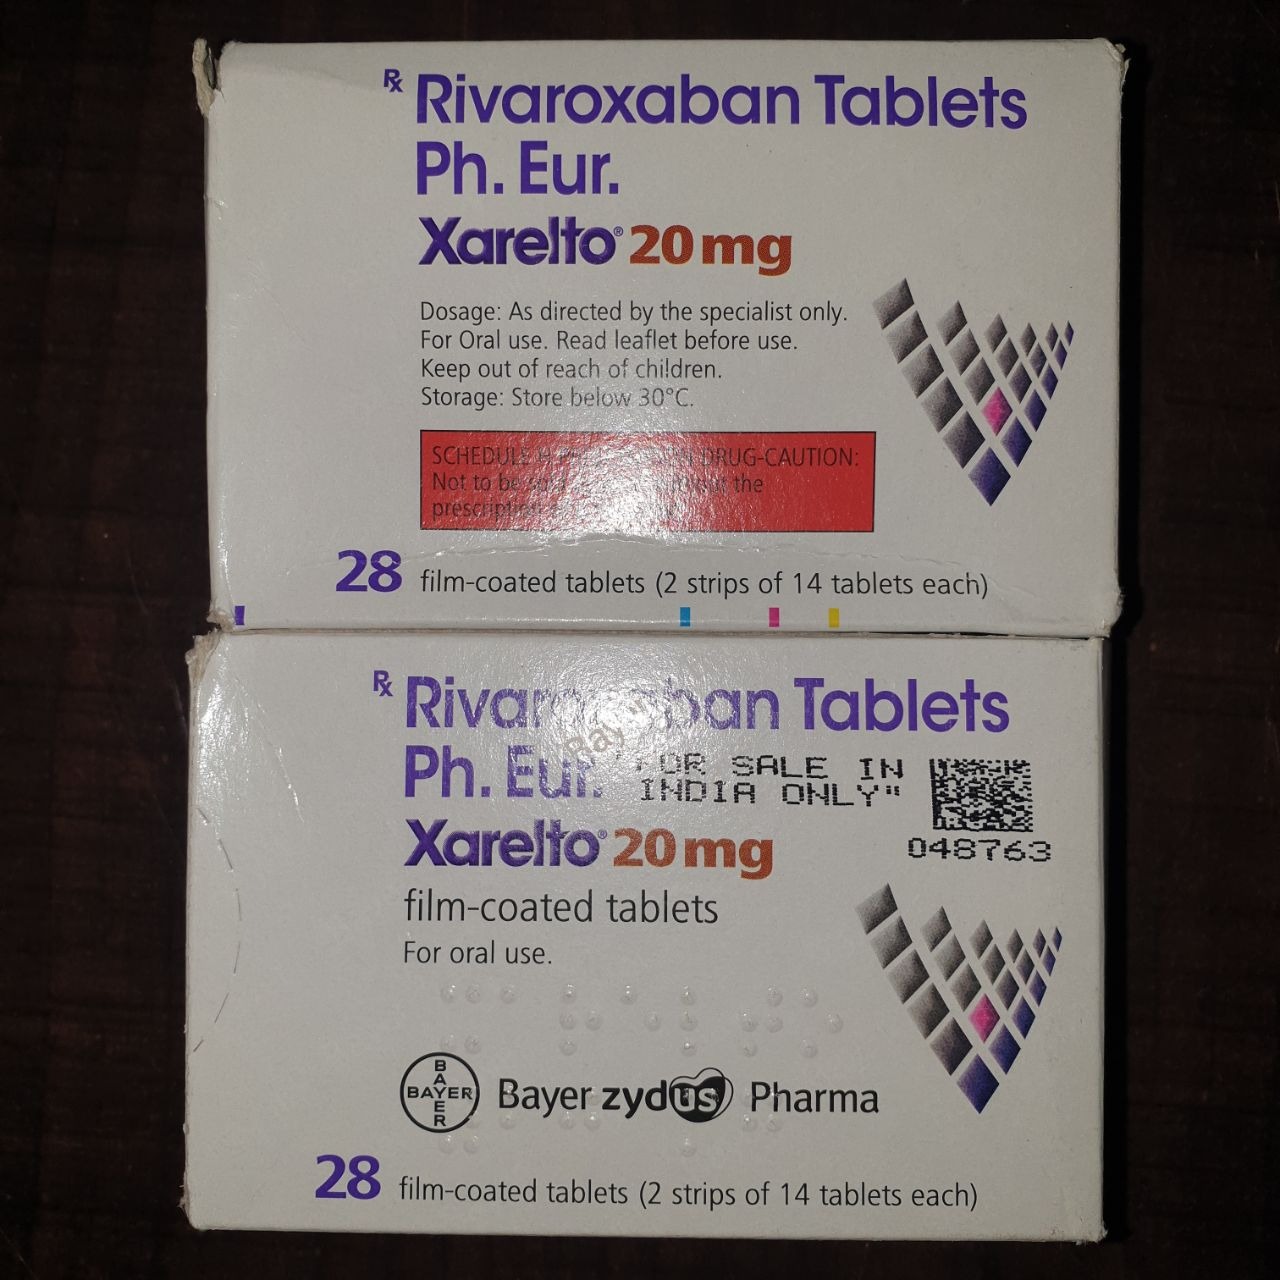 Rx Rivaroxaban Tablets
Ph. Eur.
Xarelto® 20 mg
Dosage: As directed by the specialist only.
For Oral use. Read leaflet before use.
Keep out of reach of children.
Storage: Store below 30°C.
SCHEDULE H DRUG-CAUTION:
Not to be the
prescription
28 film-coated tablets (2 strips of 14 tablets each)
Rx Rivaroxaban Tablets
Ph. Eur. "FOR SALE IN
INDIA ONLY"
Xarelto® 20 mg
048763
film-coated tablets
For oral use.
BAYER
BAYER
Bayer zydus Pharma
28 film-coated tablets (2 strips of 14 tablets each)